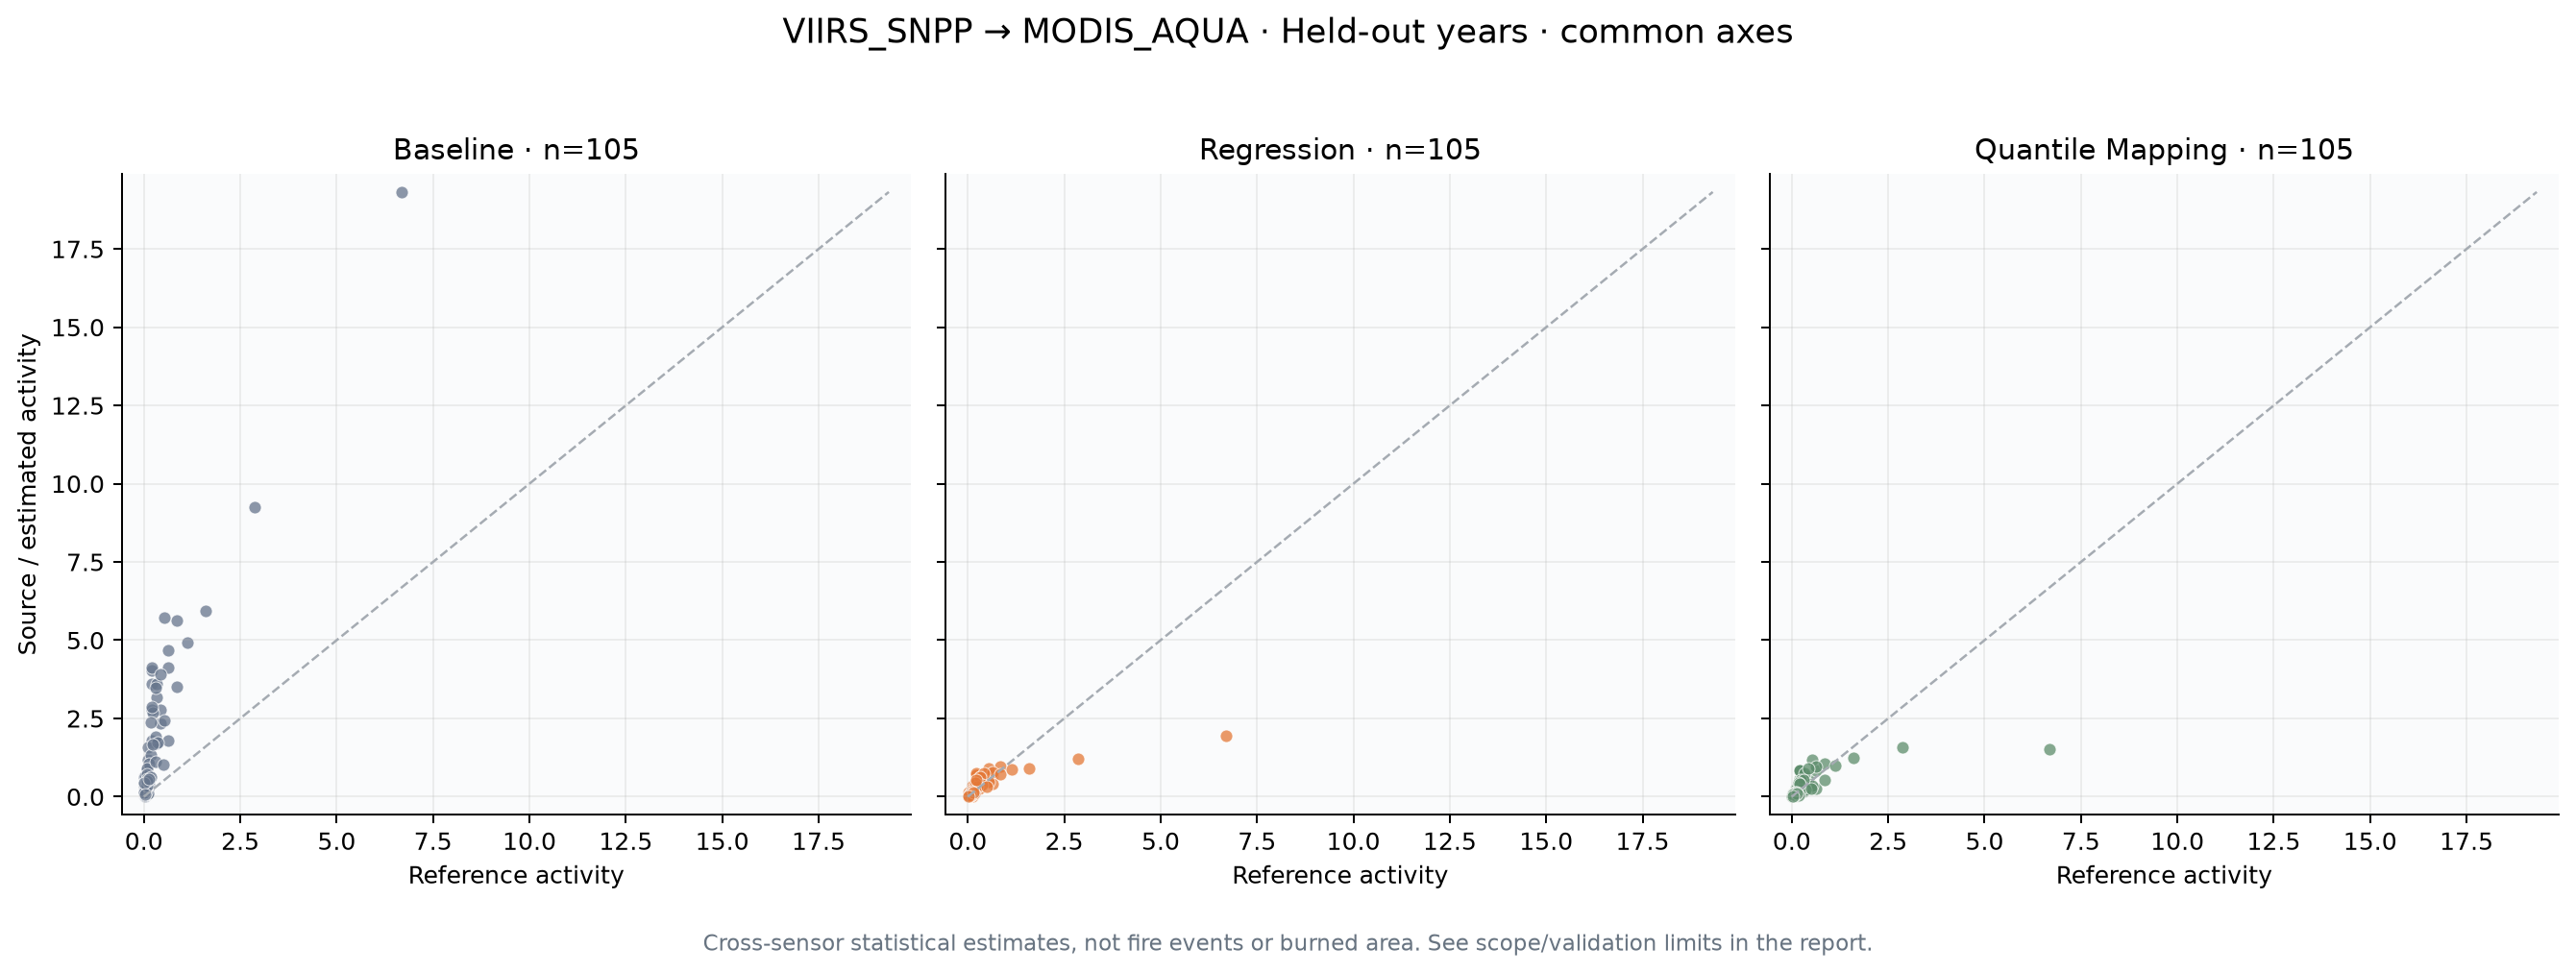 VIIRS_SNPP → MODIS_AQUA · Held-out years · common axes
Baseline · n=105
Regression · n=105
Quantile Mapping · n=105
Source / estimated activity
17.5
15.0
12.5
10.0
7.5
5.0
2.5
0.0
0.0 2.5 5.0 7.5 10.0 12.5 15.0 17.5
0.0 2.5 5.0 7.5 10.0 12.5 15.0 17.5
0.0 2.5 5.0 7.5 10.0 12.5 15.0 17.5
Reference activity
Reference activity
Reference activity
Cross-sensor statistical estimates, not fire events or burned area. See scope/validation limits in the report.